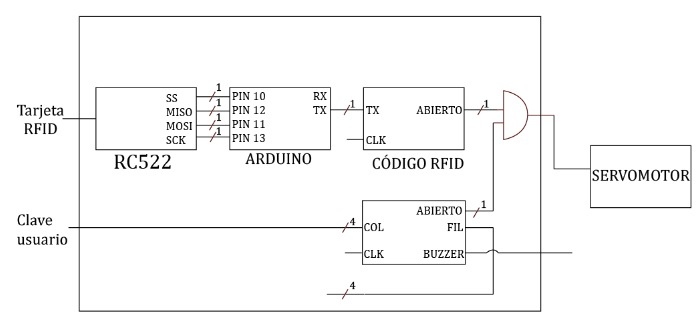 Tarjeta
RFID
SS
MISO
MOSI
SCK
RC522
1
1
1
1
PIN 10
PIN 12
PIN 11
PIN 13
RX
TX
ARDUINO
1
TX
ABIERTO
CLK
CÓDIGO RFID
1
SERVOMOTOR
Clave
usuario
4
COL
ABIERTO
FIL
CLK
BUZZER
1
4